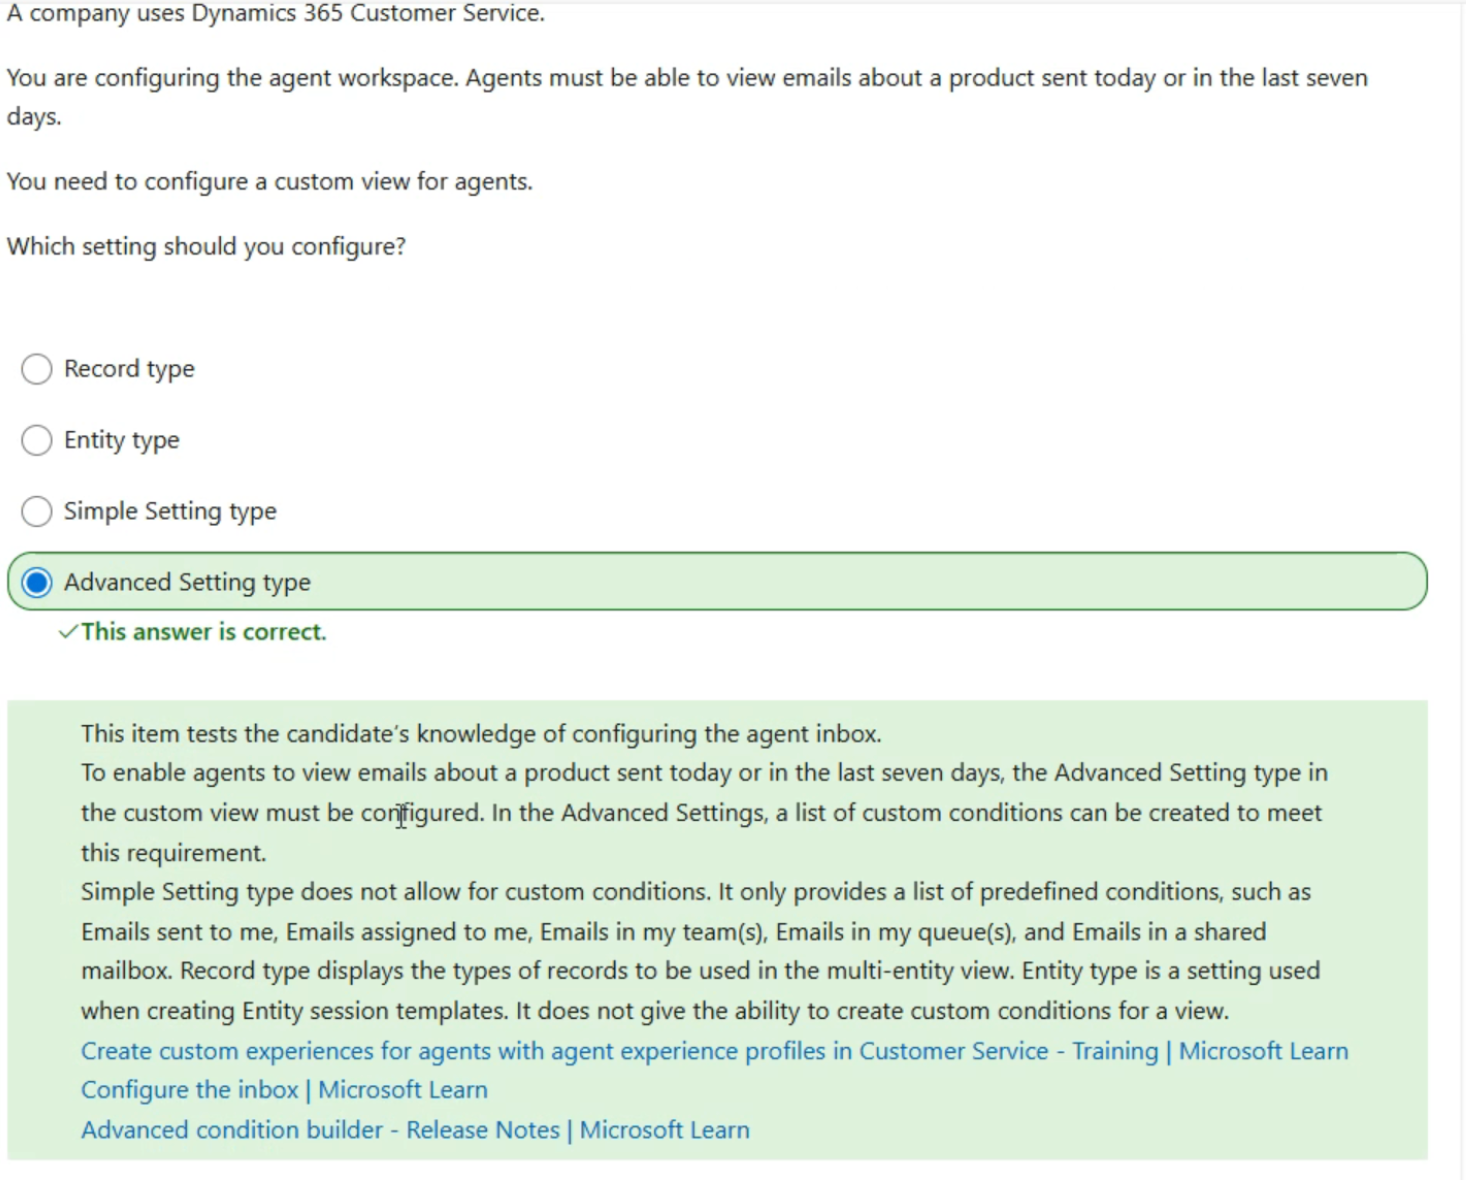 A company uses Dynamics 365 Customer Service.
You are configuring the agent workspace. Agents must be able to view emails about a product sent today or in the last seven
days.
You need to configure a custom view for agents.
Which setting should you configure?
Record type
Entity type
Simple Setting type
Advanced Setting type
✓This answer is correct.
This item tests the candidate's knowledge of configuring the agent inbox.
To enable agents to view emails about a product sent today or in the last seven days, the Advanced Setting type in
the custom view must be configured. In the Advanced Settings, a list of custom conditions can be created to meet
this requirement.
Simple Setting type does not allow for custom conditions. It only provides a list of predefined conditions, such as
Emails sent to me, Emails assigned to me, Emails in my team(s), Emails in my queue(s), and Emails in a shared
mailbox. Record type displays the types of records to be used in the multi-entity view. Entity type is a setting used
when creating Entity session templates. It does not give the ability to create custom conditions for a view.
Create custom experiences for agents with agent experience profiles in Customer Service - Training | Microsoft Learn
Configure the inbox | Microsoft Learn
Advanced condition builder - Release Notes | Microsoft Learn